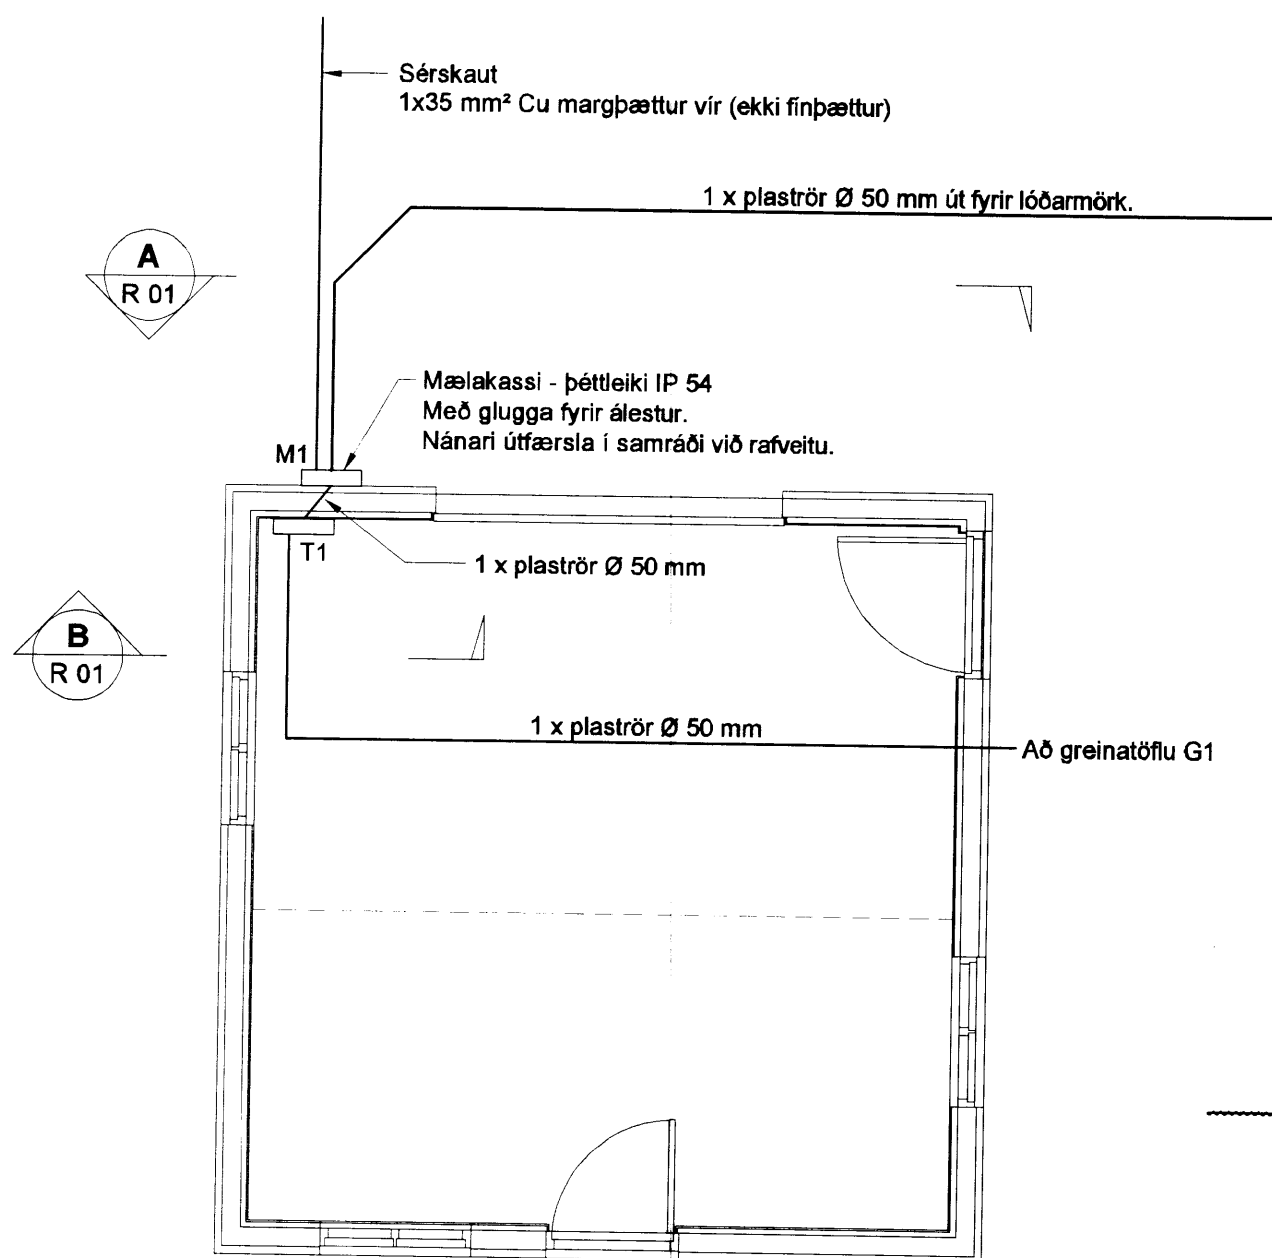 Sérskaut
1x35 mm² Cu margþættur vír (ekki fínþættur)
1 x plaströr Ø 50 mm út fyrir lóðarmörk.
A
R 01
Mælakassi - þéttleiki IP 54
Með glugga fyrir álestur.
Nánari útfærsla í samráði við rafveitu.
M1
T1
1 x plaströr Ø 50 mm
B
R 01
1 x plaströr Ø 50 mm
Að greinatöflu G1